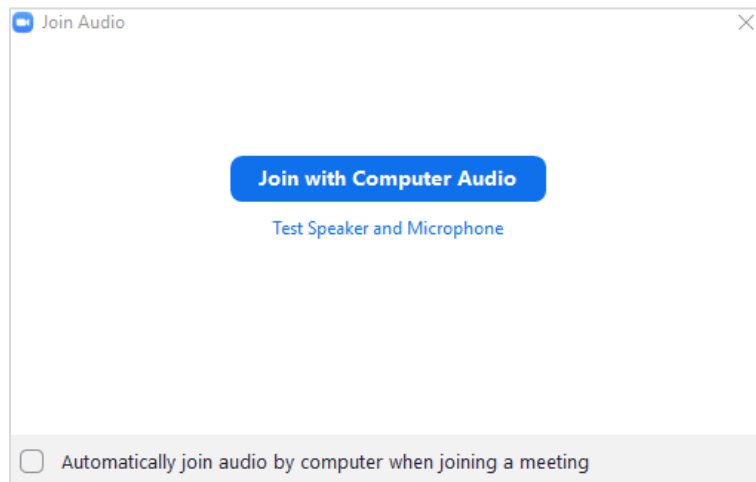 Join Audio
Join with Computer Audio
Test Speaker and Microphone
Automatically join audio by computer when joining a meeting